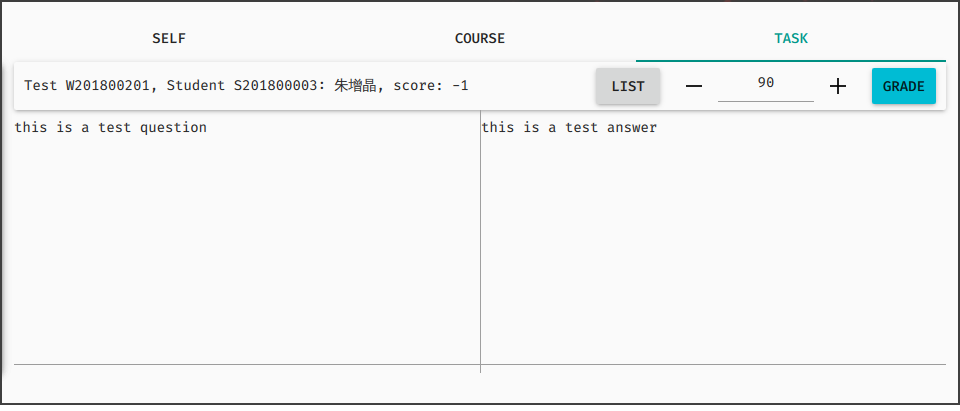 SELF COURSE TASK
Test W201800201, Student S201800003: 朱增晶, score: -1 LIST — 90 + GRADE
this is a test question
this is a test answer